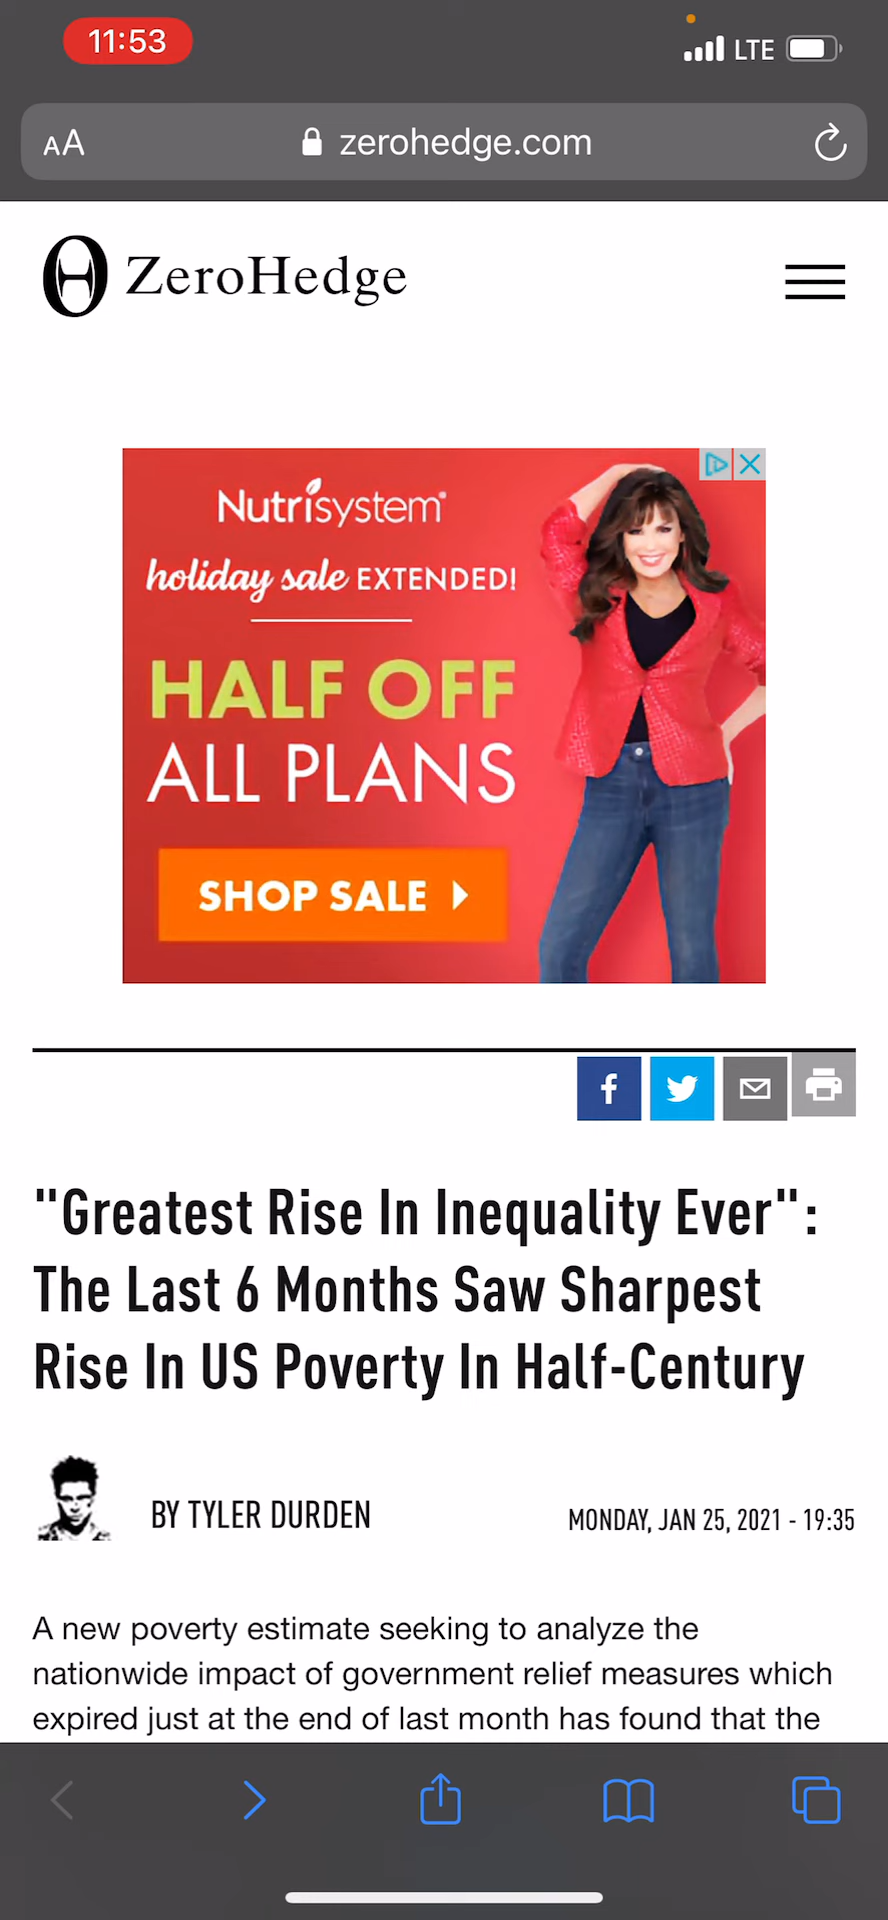 11:53
LTE
AA
zerohedge.com
ZeroHedge
Nutrisystem®
holiday sale EXTENDED!
HALF OFF
ALL PLANS
SHOP SALE
f
"Greatest Rise In Inequality Ever":
The Last 6 Months Saw Sharpest
Rise In US Poverty In Half-Century
BY TYLER DURDEN
MONDAY, JAN 25, 2021 - 19:35
A new poverty estimate seeking to analyze the
nationwide impact of government relief measures which
expired just at the end of last month has found that the